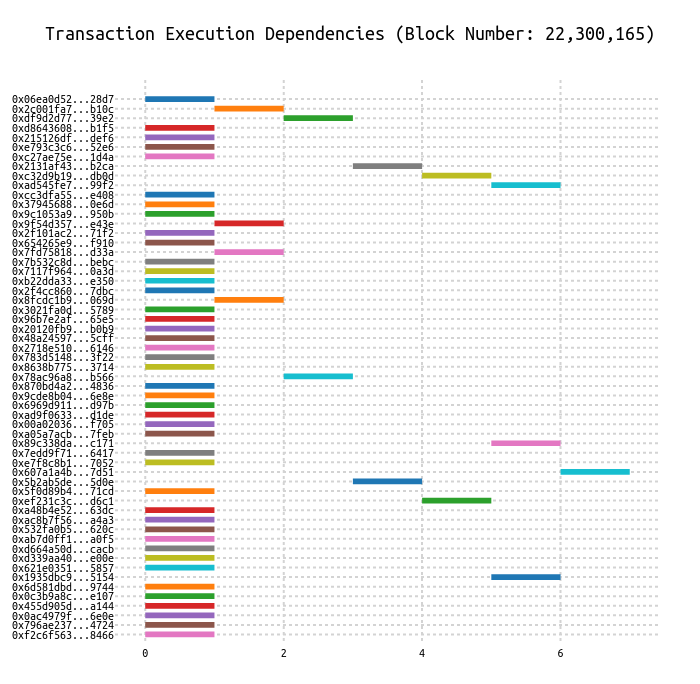 Transaction Execution Dependencies (Block Number: 22,300,165)
0x06ea0d52...28d7
0x2c001fa7...b10c
0xdf9d2d77...39e2
0xd8643608...b1f5
0x215126df...def6
0xe793c3c6...52e6
0xc27ae75e...1d4a
0x2131af43...b2ca
0xc32d9b19...db0d
0xad545fe7...99f2
0xcc3dfa55...e408
0x37945688...0e6d
0x9c1053a9...950b
0x9f54d357...e43e
0x2f101ac2...71f2
0x654265e9...f910
0x7fd75818...d33a
0x7b532c8d...bebc
0x7117f964...0a3d
0xb22dda33...e350
0x2f4cc860...7dbc
0x8fcdc1b9...069d
0x3021fa0d...5789
0x96b7e2af...65e5
0x20120fb9...b0b9
0x48a24597...5cff
0x2718e510...6146
0x783d5148...3f22
0x8638b775...3714
0x78ac96a8...b566
0x870bd4a2...4836
0x9cde8b04...6e8e
0x6969d911...d97b
0xad9f0633...d1de
0x00a02036...f705
0xa05a7acb...7feb
0x89c338da...c171
0x7edd9f71...6417
0xe7f8c8b1...7052
0x607a1a4b...7d51
0x5b2ab5de...5d0e
0x5f0d89b4...71cd
0xef231c3c...d6c1
0xa48b4e52...63dc
0xac8b7f56...a4a3
0x532fa0b5...620c
0xab7d0ff1...a0f5
0xd664a50d...cacb
0xd339aa40...e00e
0x621e0351...5857
0x1935dbc9...5154
0x6d581dbd...9744
0x0c3b9a8c...e107
0x455d905d...a144
0x0ac4979f...6e0e
0x796ae237...4724
0xf2c6f563...8466
0 2 4 6